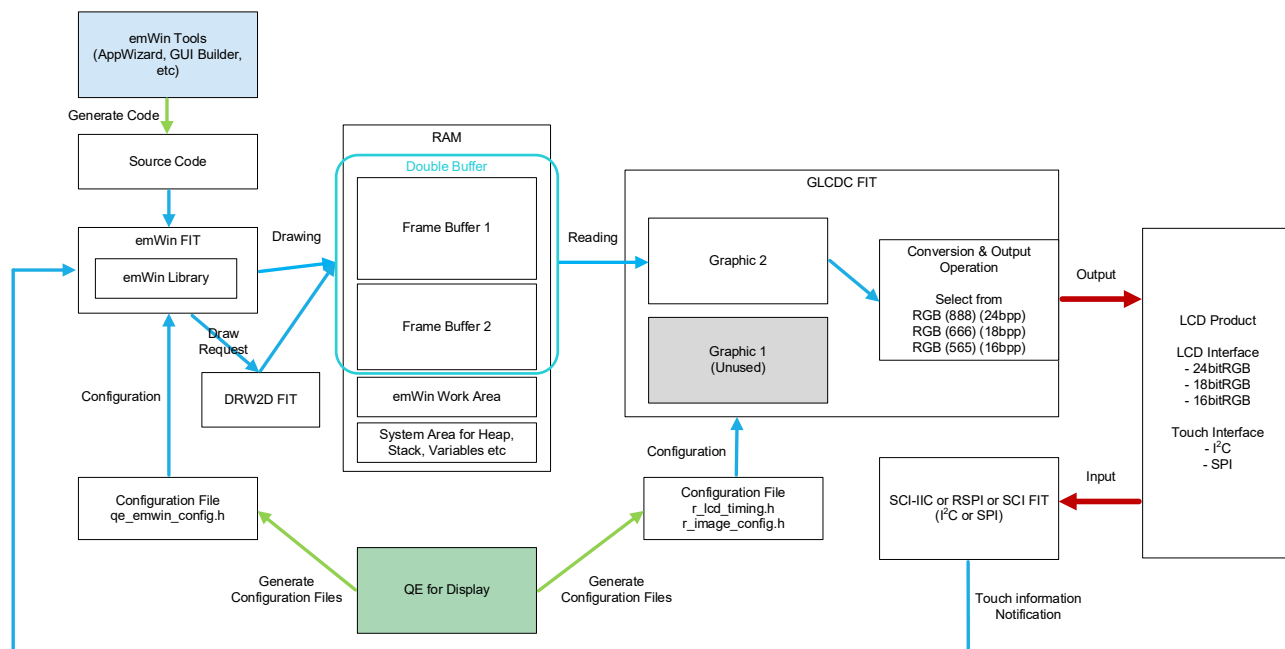 emWin Tools
(AppWizard, GUI Builder,
etc)
Generate Code
Source Code
emWin FIT
emWin Library
Drawing
Draw
Request
DRW2D FIT
Configuration
Configuration File
qe_emwin_config.h
RAM
Double Buffer
Frame Buffer 1
Frame Buffer 2
emWin Work Area
System Area for Heap,
Stack, Variables etc
Reading
GLCDC FIT
Graphic 2
Graphic 1
(Unused)
Conversion & Output
Operation
Select from
RGB (888) (24bpp)
RGB (666) (18bpp)
RGB (565) (16bpp)
Output
LCD Product
LCD Interface
- 24bitRGB
- 18bitRGB
- 16bitRGB
Touch Interface
- I²C
- SPI
Input
Configuration
Configuration File
r_lcd_timing.h
r_image_config.h
SCI-IIC or RSPI or SCI FIT
(I²C or SPI)
Generate
Configuration Files
QE for Display
Generate
Configuration Files
Touch information
Notification